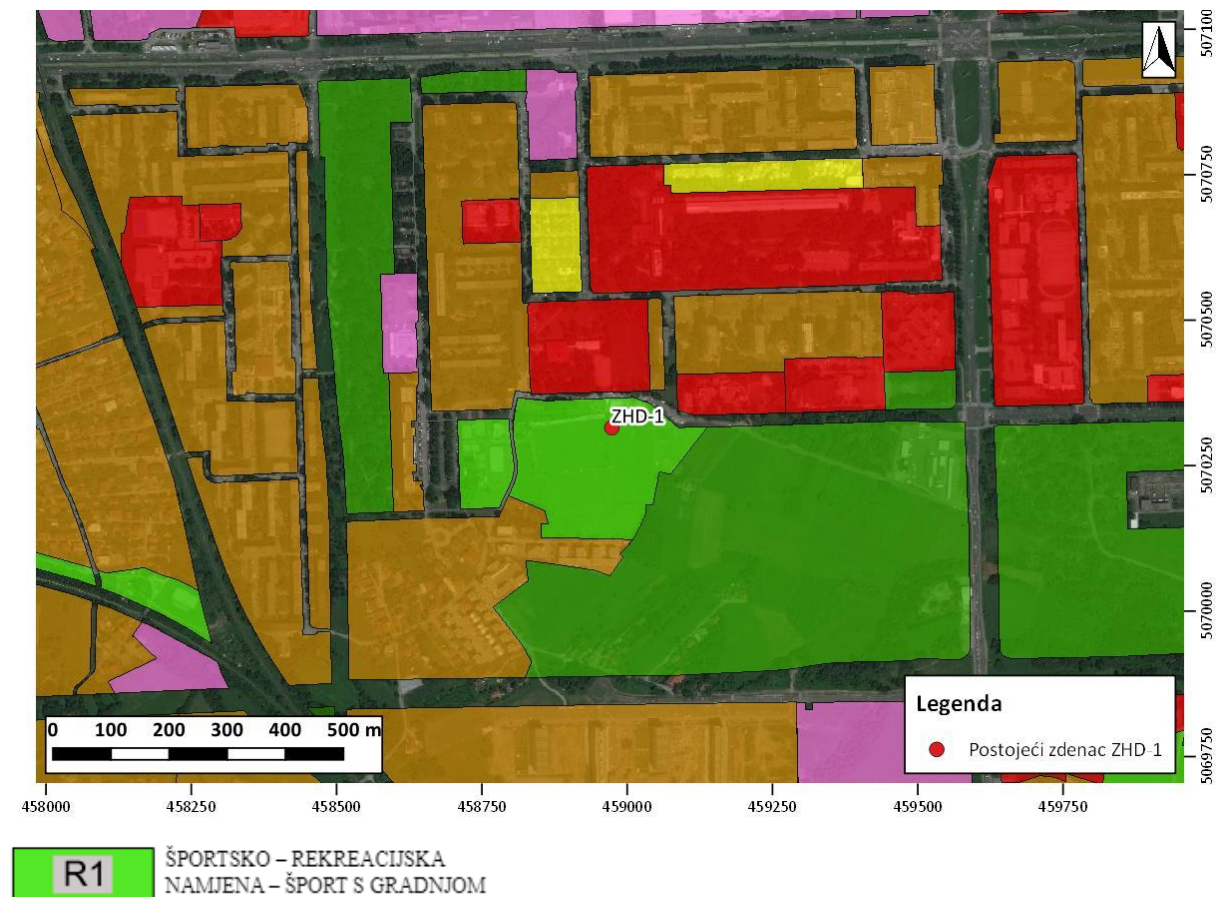 5071000
5070750
5070500
5070250
5070000
5069750
ZHD-1
Legenda
Postojeći zdenac ZHD-1
0 100 200 300 400 500 m
458000 458250 458500 458750 459000 459250 459500 459750
R1
ŠPORTSKO – REKREACIJSKA
NAMJENA – ŠPORT S GRADNJOM